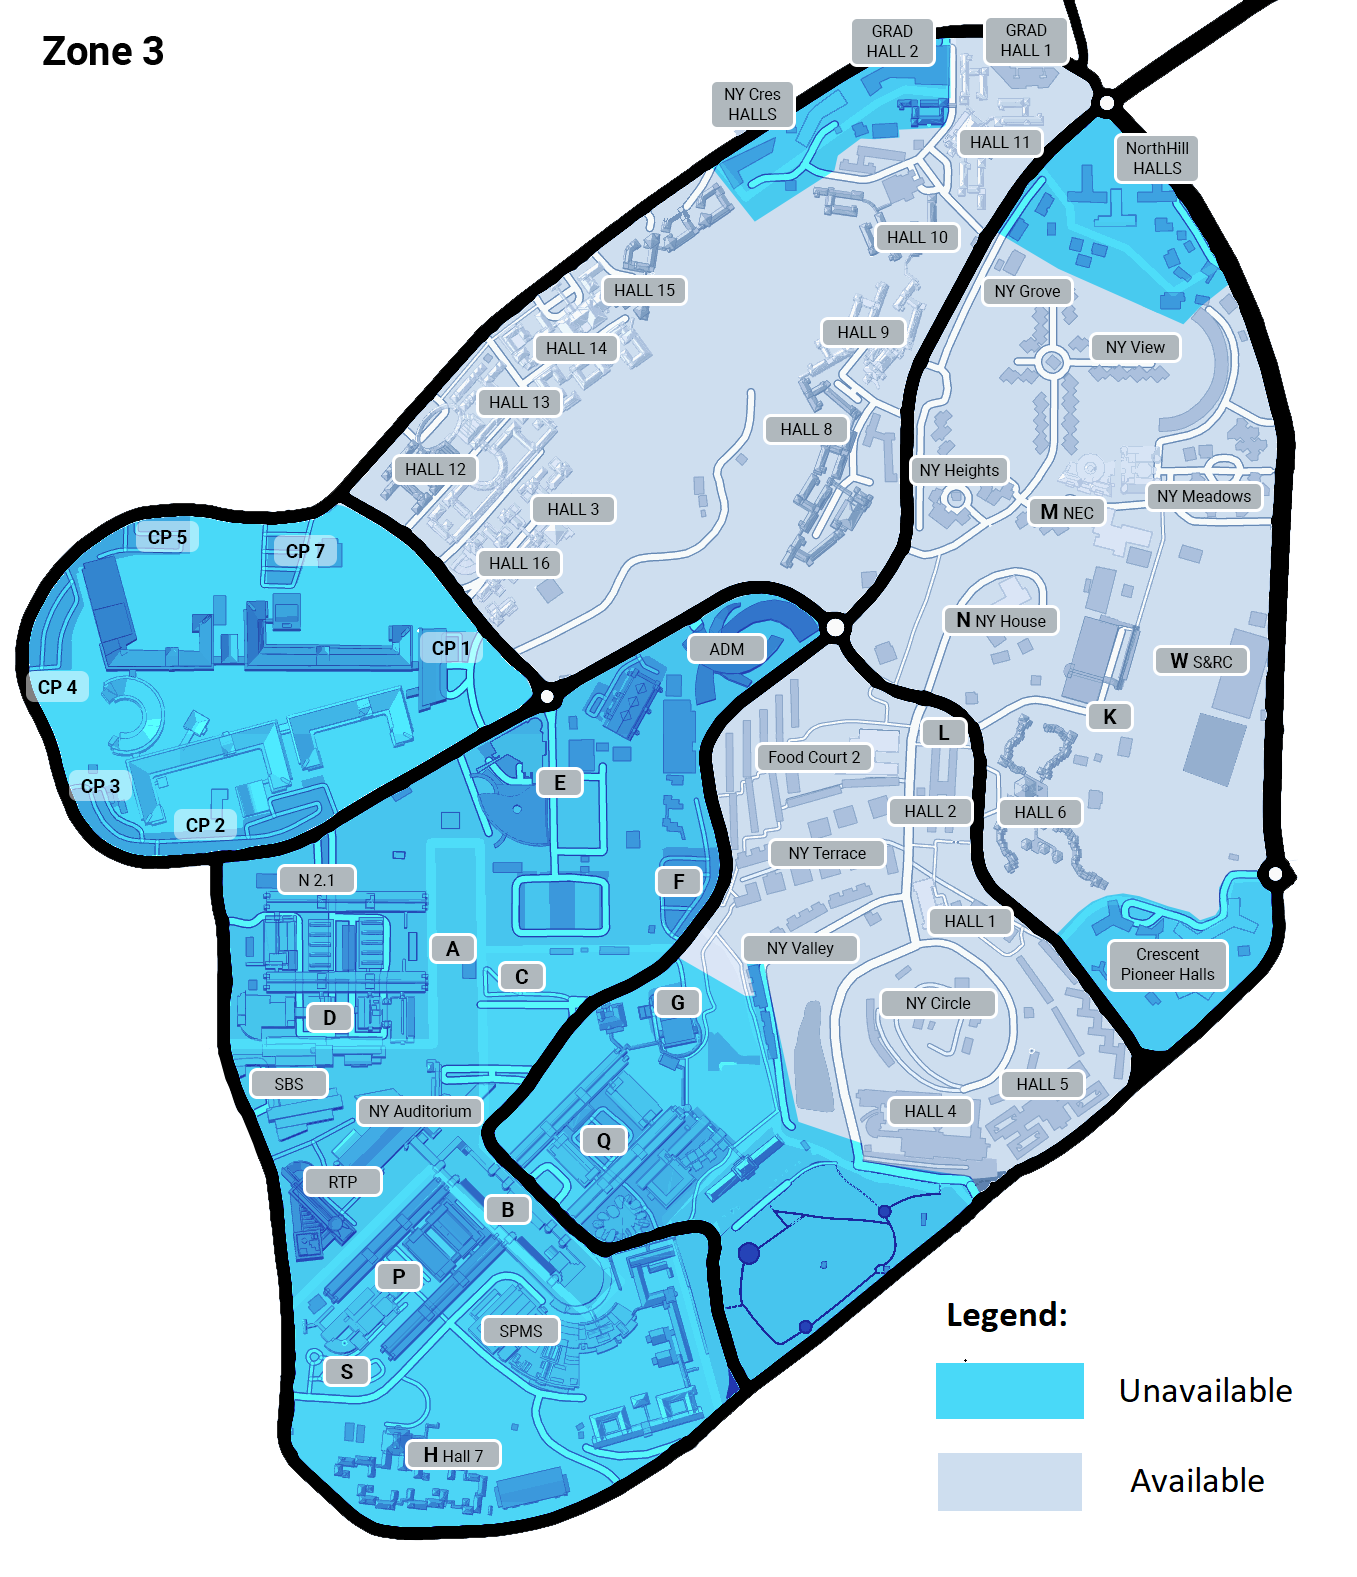 Zone 3
GRAD
HALL 2
GRAD
HALL 1
NY Cres
HALLS
HALL 11
NorthHill
HALLS
HALL 10
HALL 15
NY Grove
HALL 9
NY View
HALL 14
HALL 13
HALL 8
HALL 12
NY Heights
NY Meadows
HALL 3
M NEC
CP 5
CP 7
HALL 16
N NY House
CP 1
ADM
W S&RC
CP 4
K
L
Food Court 2
E
CP 3
HALL 2
HALL 6
CP 2
NY Terrace
N 2.1
F
HALL 1
A
NY Valley
Crescent
Pioneer Halls
C
G
NY Circle
D
SBS
HALL 5
NY Auditorium
HALL 4
Q
RTP
B
P
Legend:
SPMS
S
Unavailable
H Hall 7
Available